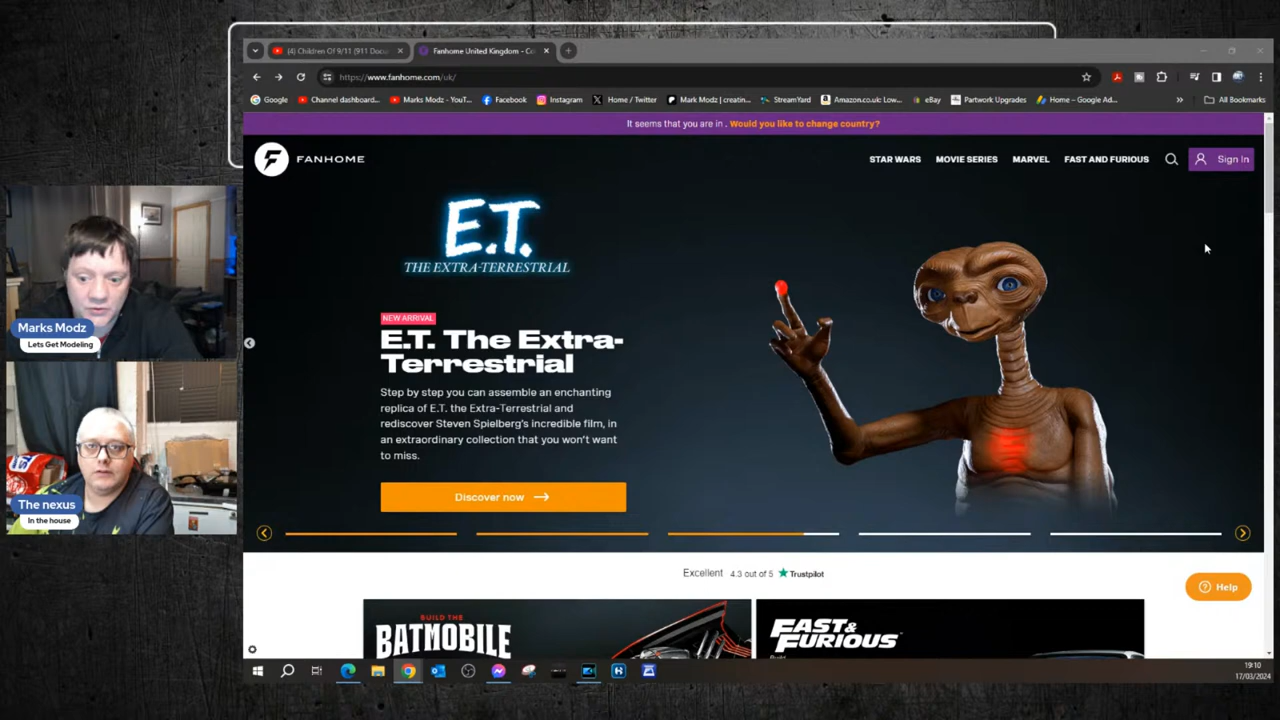 (4) Children Of 9/11 (911 Docu
Fanhome United Kingdom - Co
https://www.fanhome.com/uk/
Google
Channel dashboard...
Marks Modz - YouT...
Facebook
Instagram
Home / Twitter
Mark Modz | creatin...
StreamYard
Amazon.co.uk: Low...
eBay
Partwork Upgrades
Home – Google Ad...
»
All Bookmarks
It seems that you are in . Would you like to change country?
FANHOME
STAR WARS
MOVIE SERIES
MARVEL
FAST AND FURIOUS
Sign In
E.T.
THE EXTRA-TERRESTRIAL
NEW ARRIVAL
E.T. The Extra-
Terrestrial
Step by step you can assemble an enchanting
replica of E.T. the Extra-Terrestrial and
rediscover Steven Spielberg's incredible film, in
an extraordinary collection that you won't want
to miss.
Discover now
Excellent 4.3 out of 5 Trustpilot
Help
BUILD THE
BATMOBILE
FAST &
FURIOUS
Build
19:10
17/03/2024
Marks Modz
Lets Get Modeling
The nexus
In the house